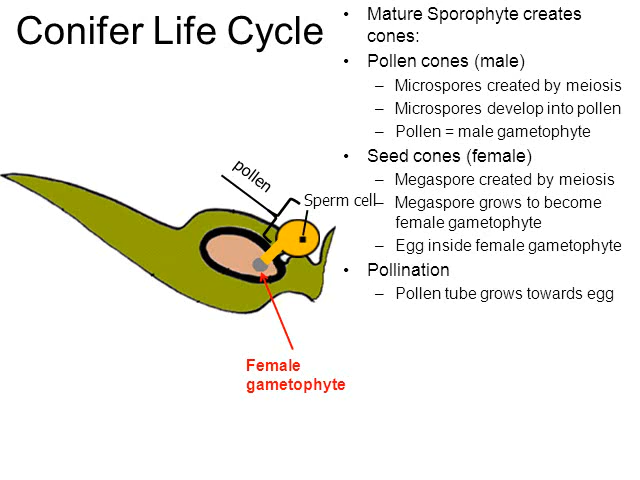 Conifer Life Cycle
• Mature Sporophyte creates
cones:
• Pollen cones (male)
– Microspores created by meiosis
– Microspores develop into pollen
– Pollen = male gametophyte
• Seed cones (female)
– Megaspore created by meiosis
– Megaspore grows to become
female gametophyte
– Egg inside female gametophyte
• Pollination
– Pollen tube grows towards egg
pollen
Sperm cell
Female
gametophyte